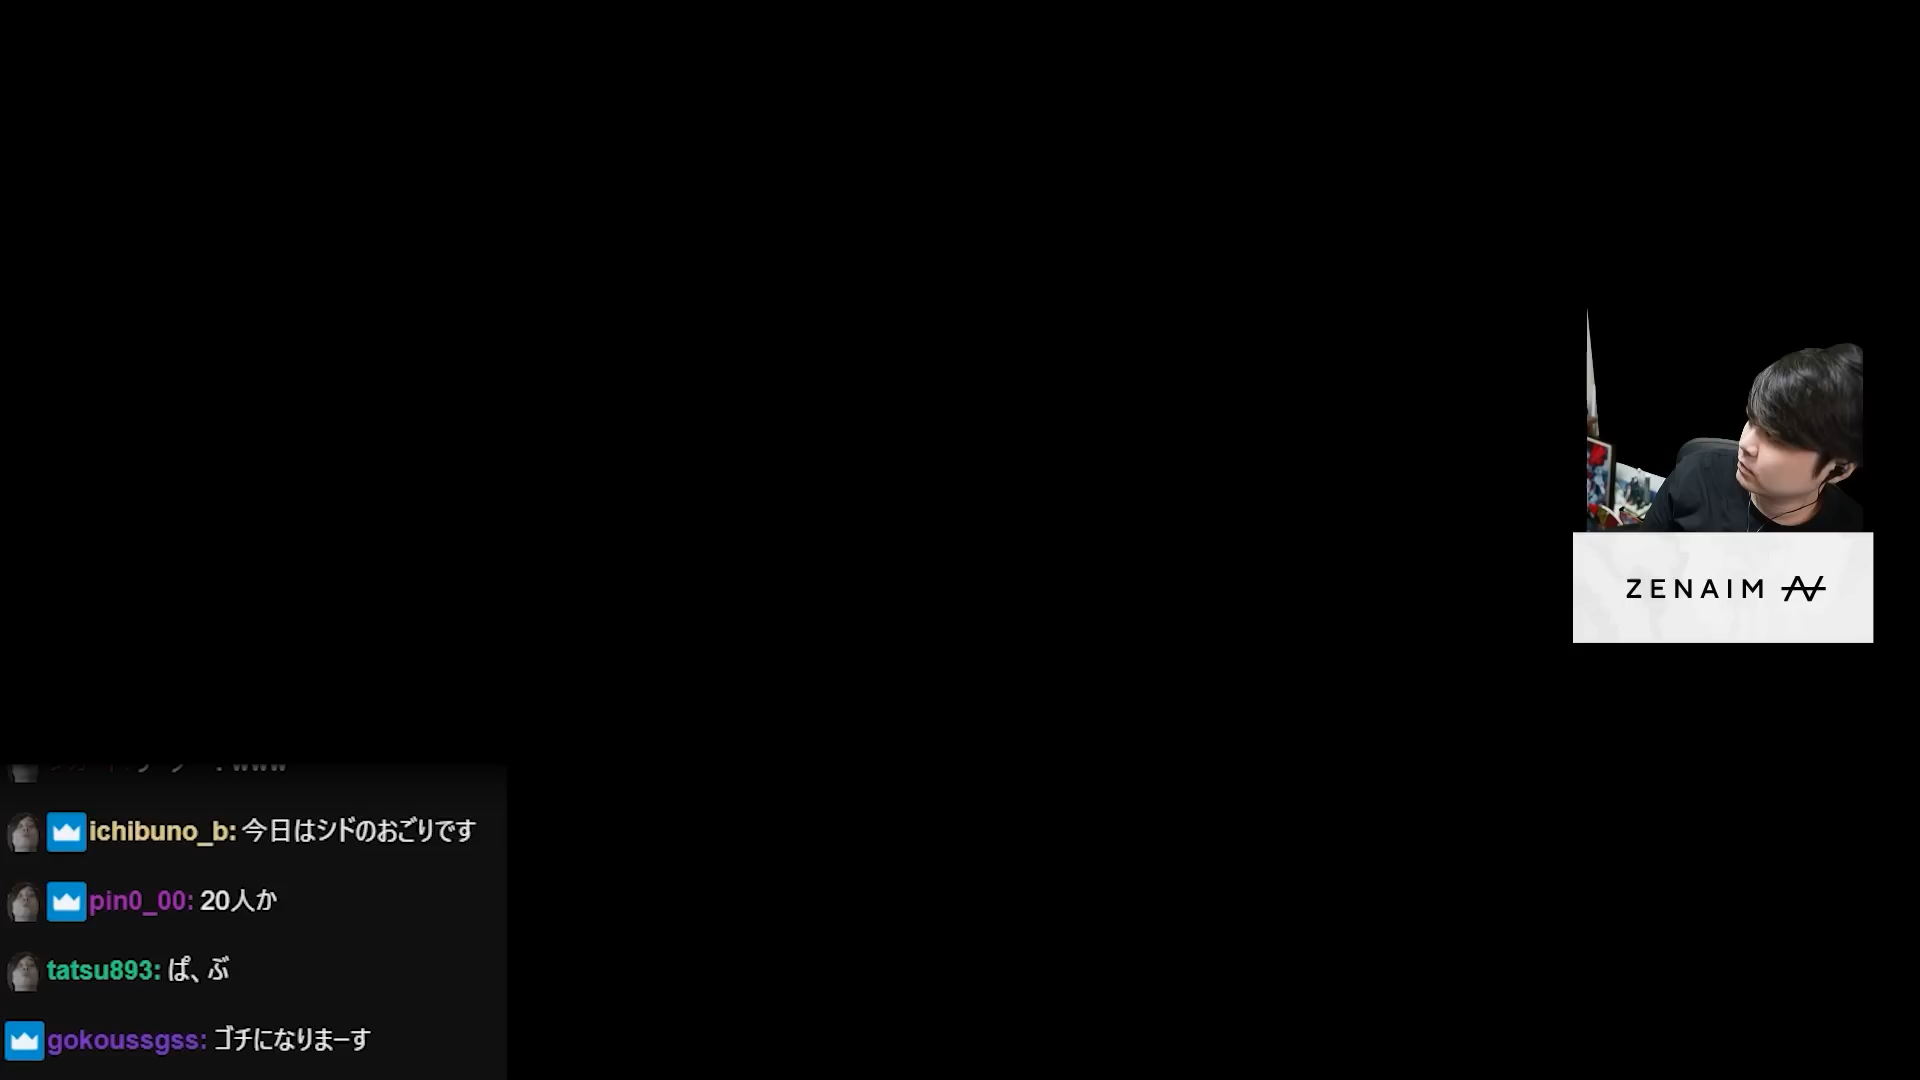 ZENAIM
www
ichibuno_b: 今日はシドのおごりです
pin0_00: 20人か
tatsu893: ぱ、ぶ
gokoussgss: ゴチになりまーす